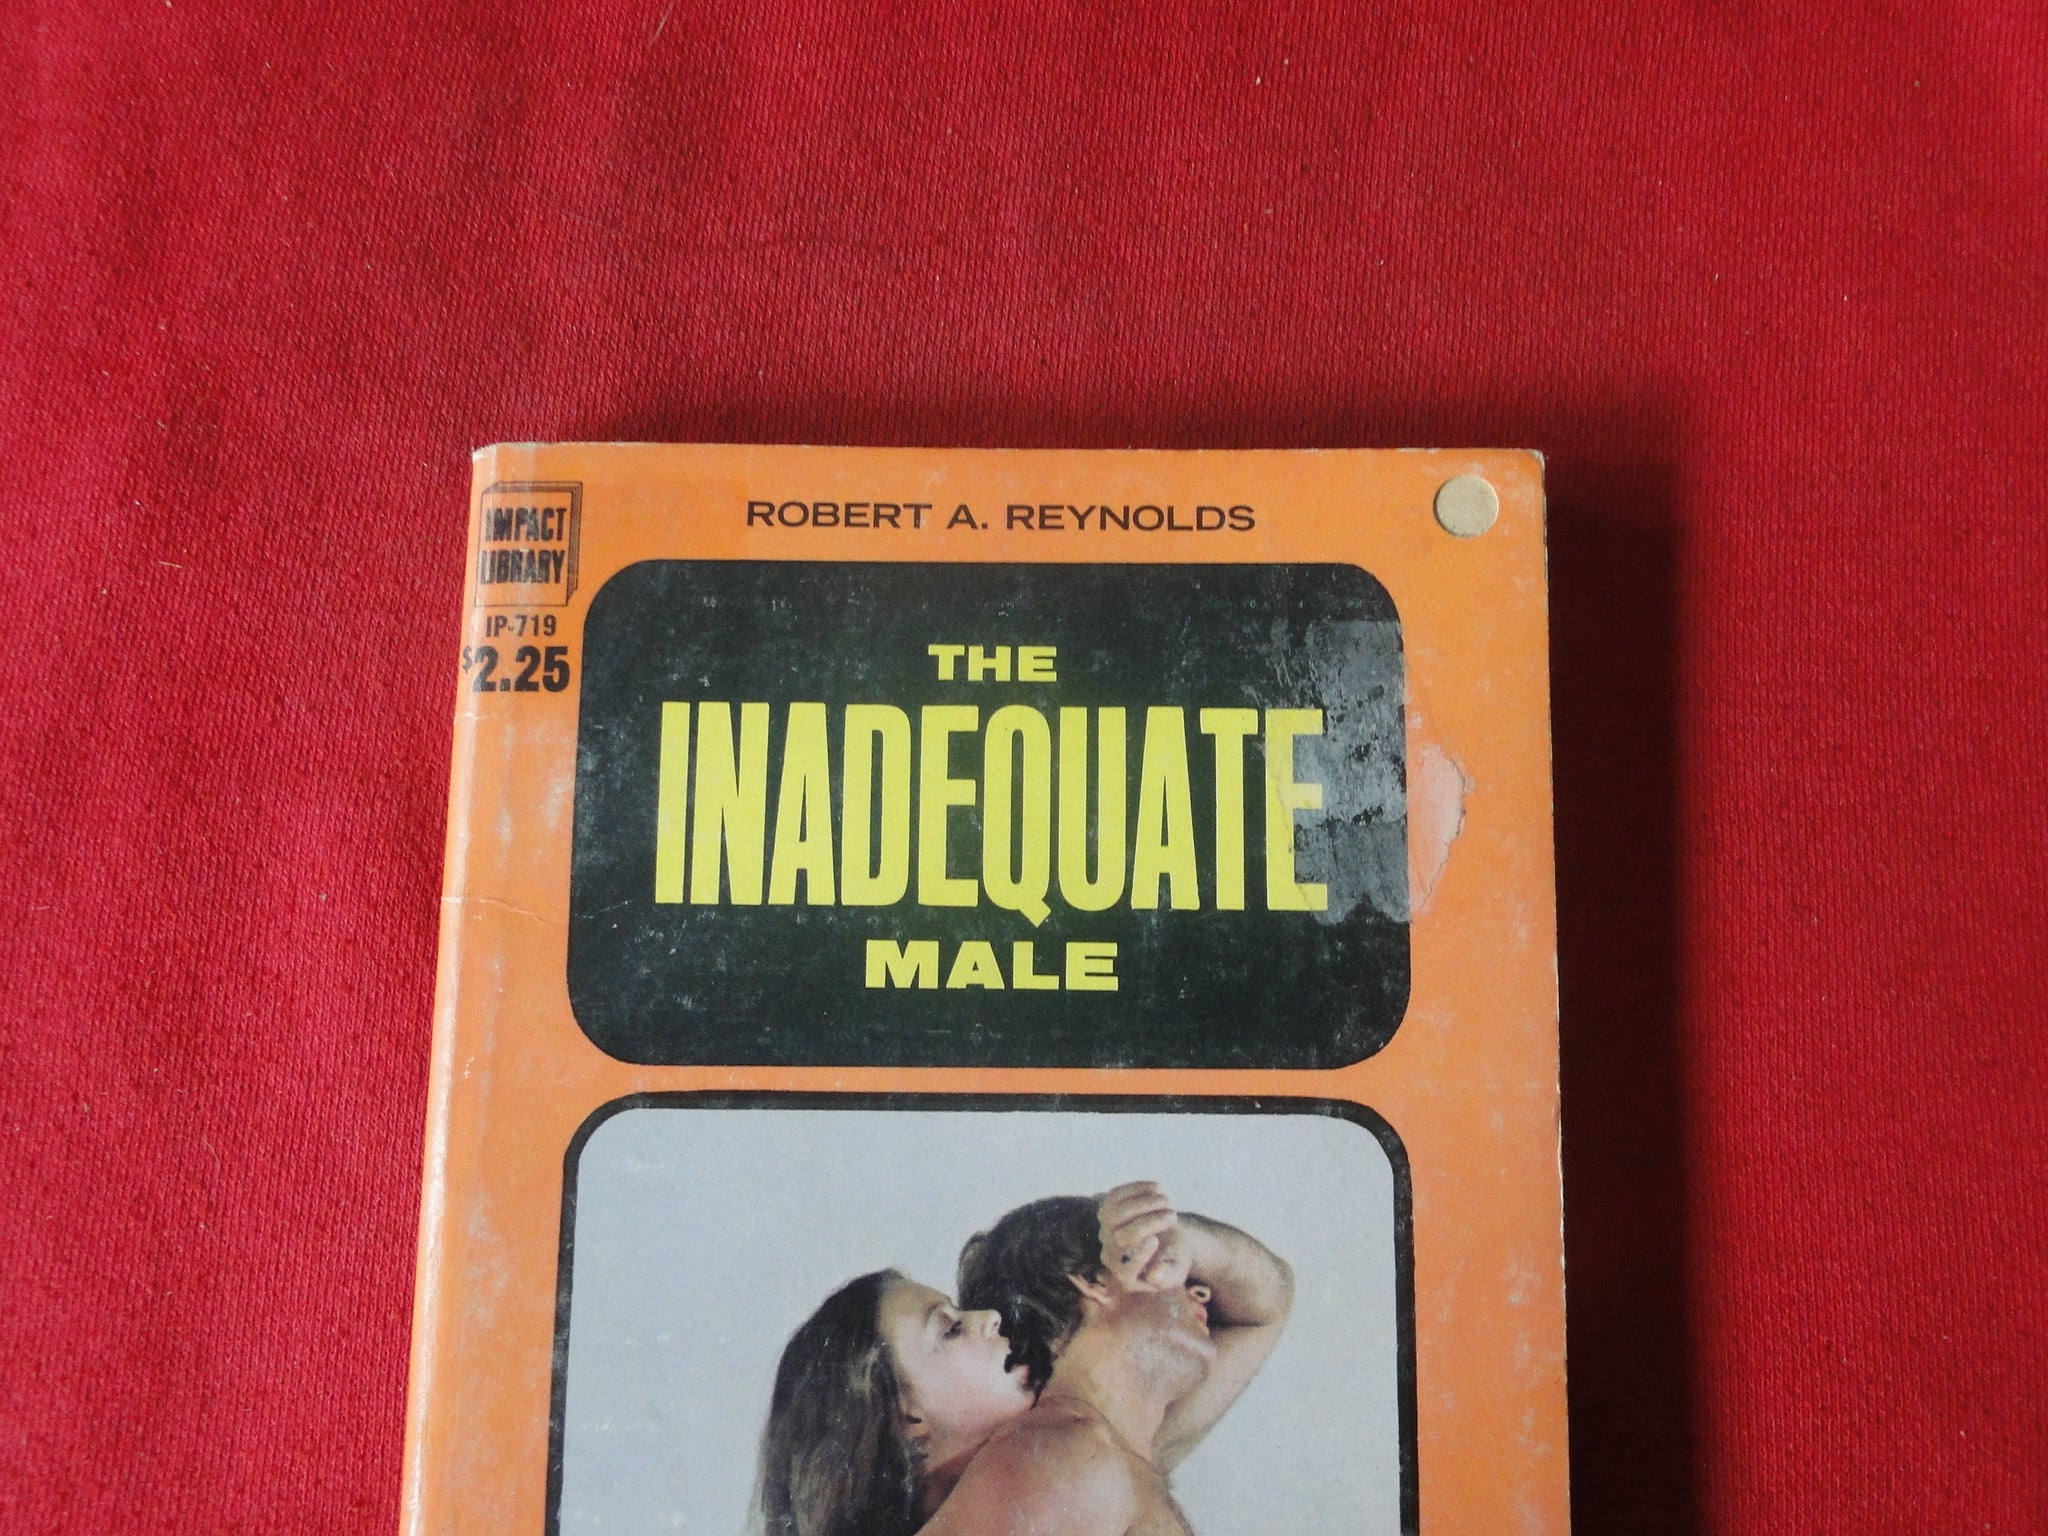 ROBERT A. REYNOLDS
IMPACT
LIBRARY
IP-719
$2.25
THE
INADEQUATE
MALE